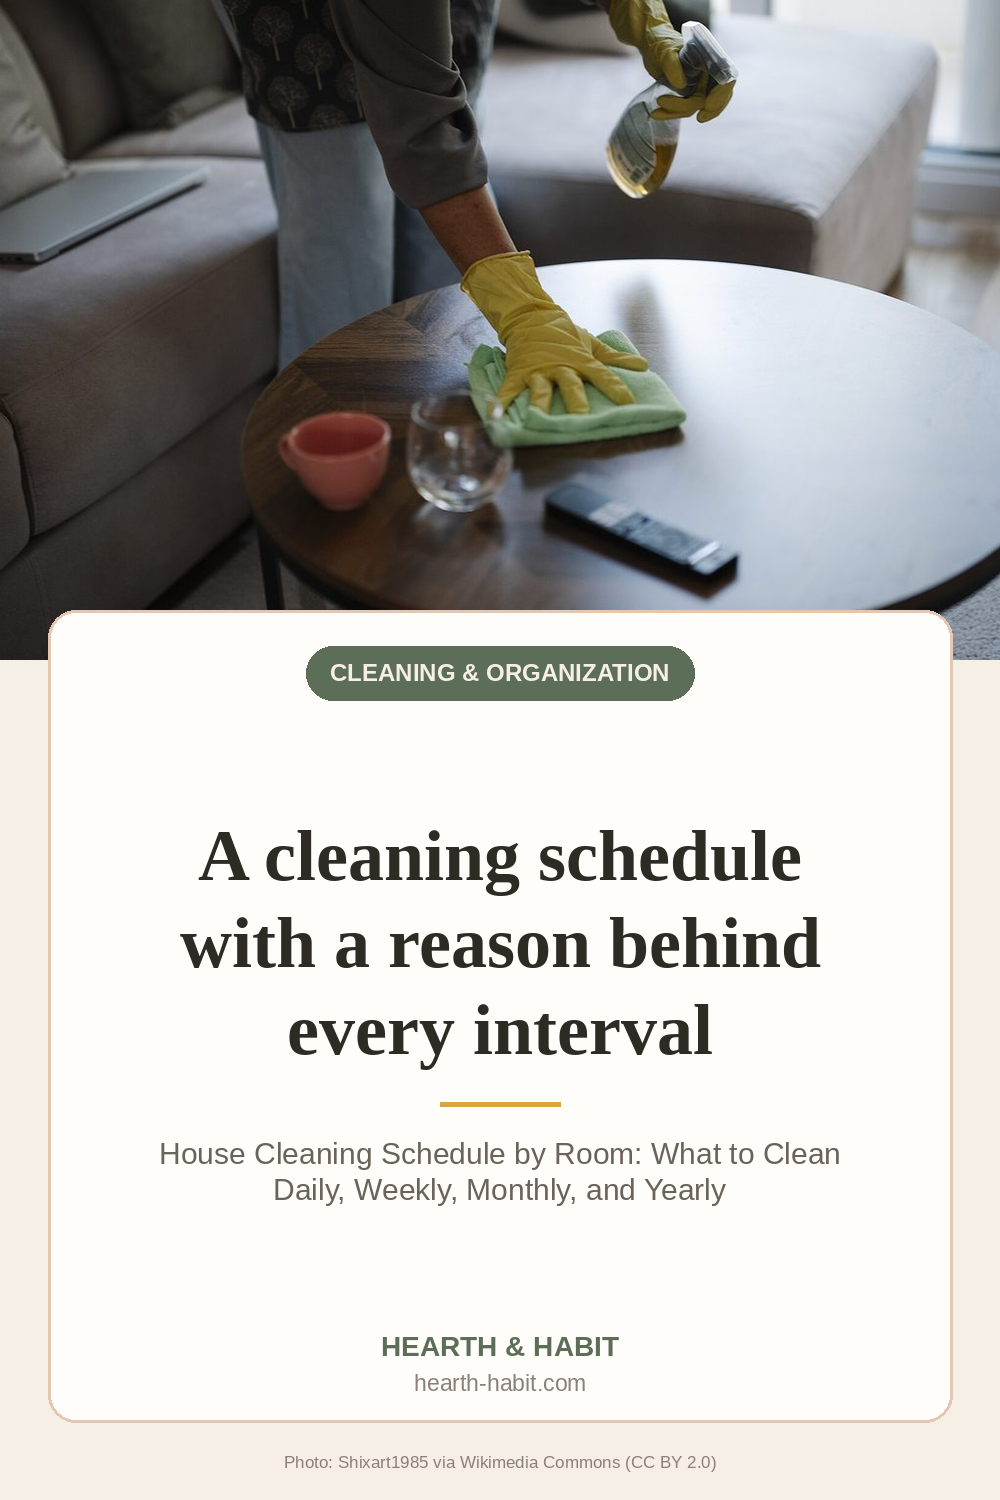 CLEANING & ORGANIZATION
A cleaning schedule
with a reason behind
every interval
House Cleaning Schedule by Room: What to Clean
Daily, Weekly, Monthly, and Yearly
HEARTH & HABIT
hearth-habit.com
Photo: Shixart1985 via Wikimedia Commons (CC BY 2.0)